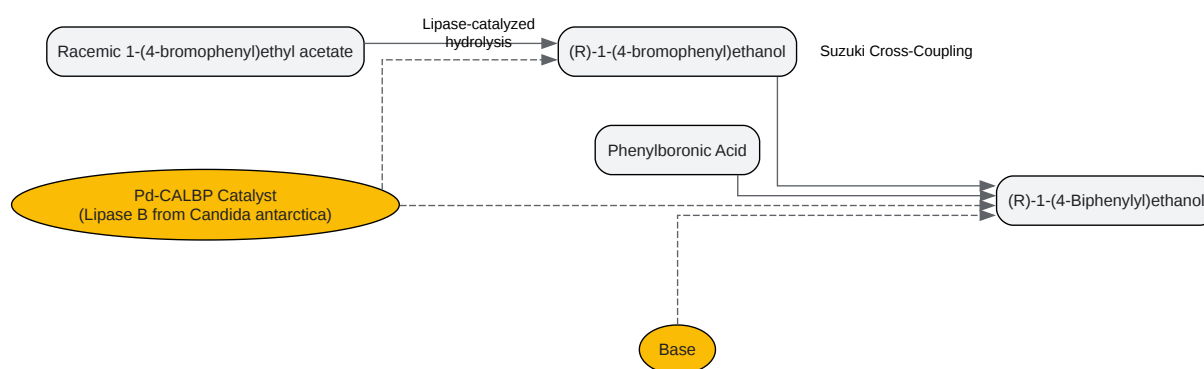 Lipase-catalyzed
hydrolysis
Racemic 1-(4-bromophenyl)ethyl acetate
(R)-1-(4-bromophenyl)ethanol
Suzuki Cross-Coupling
Phenylboronic Acid
Pd-CALBP Catalyst
(Lipase B from Candida antarctica)
(R)-1-(4-Biphenylyl)ethanol
Base